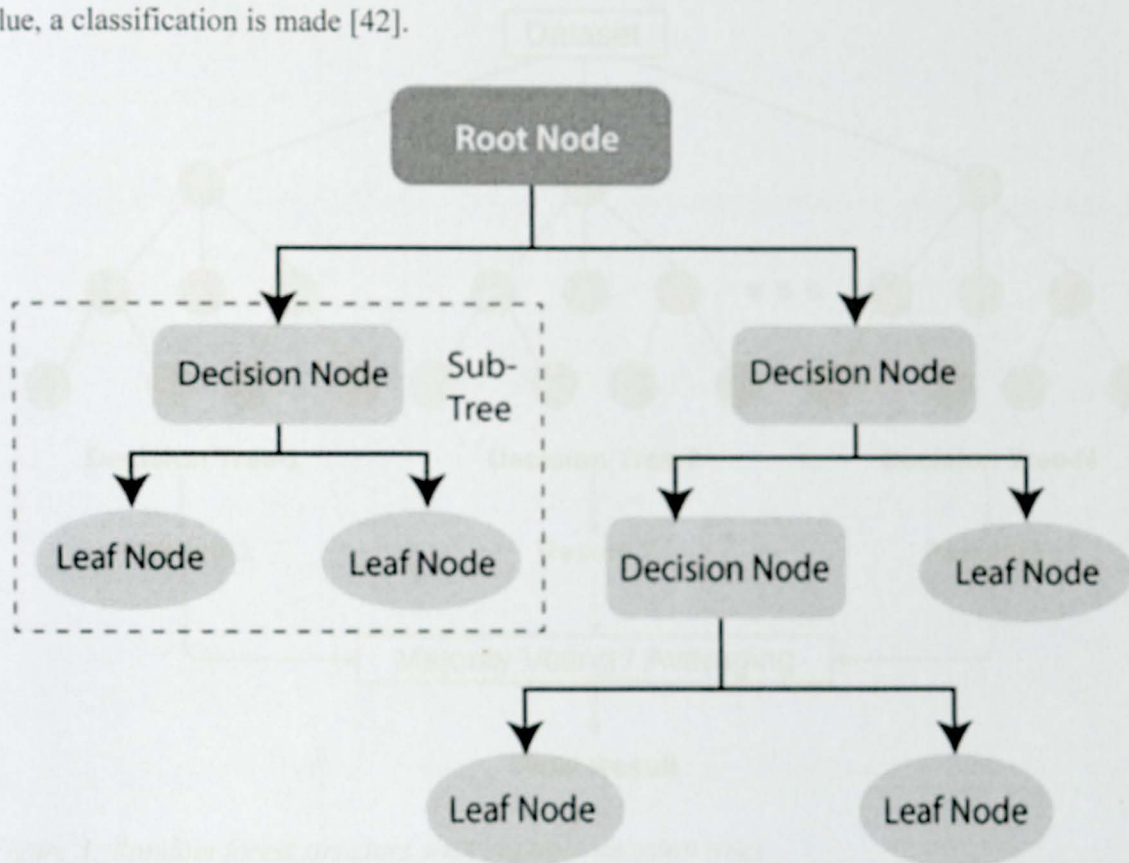 lue, a classification is made [42].
Root Node
Decision Node
Sub-
Tree
Decision Node
Leaf Node
Leaf Node
Decision Node
Leaf Node
Leaf Node
Leaf Node